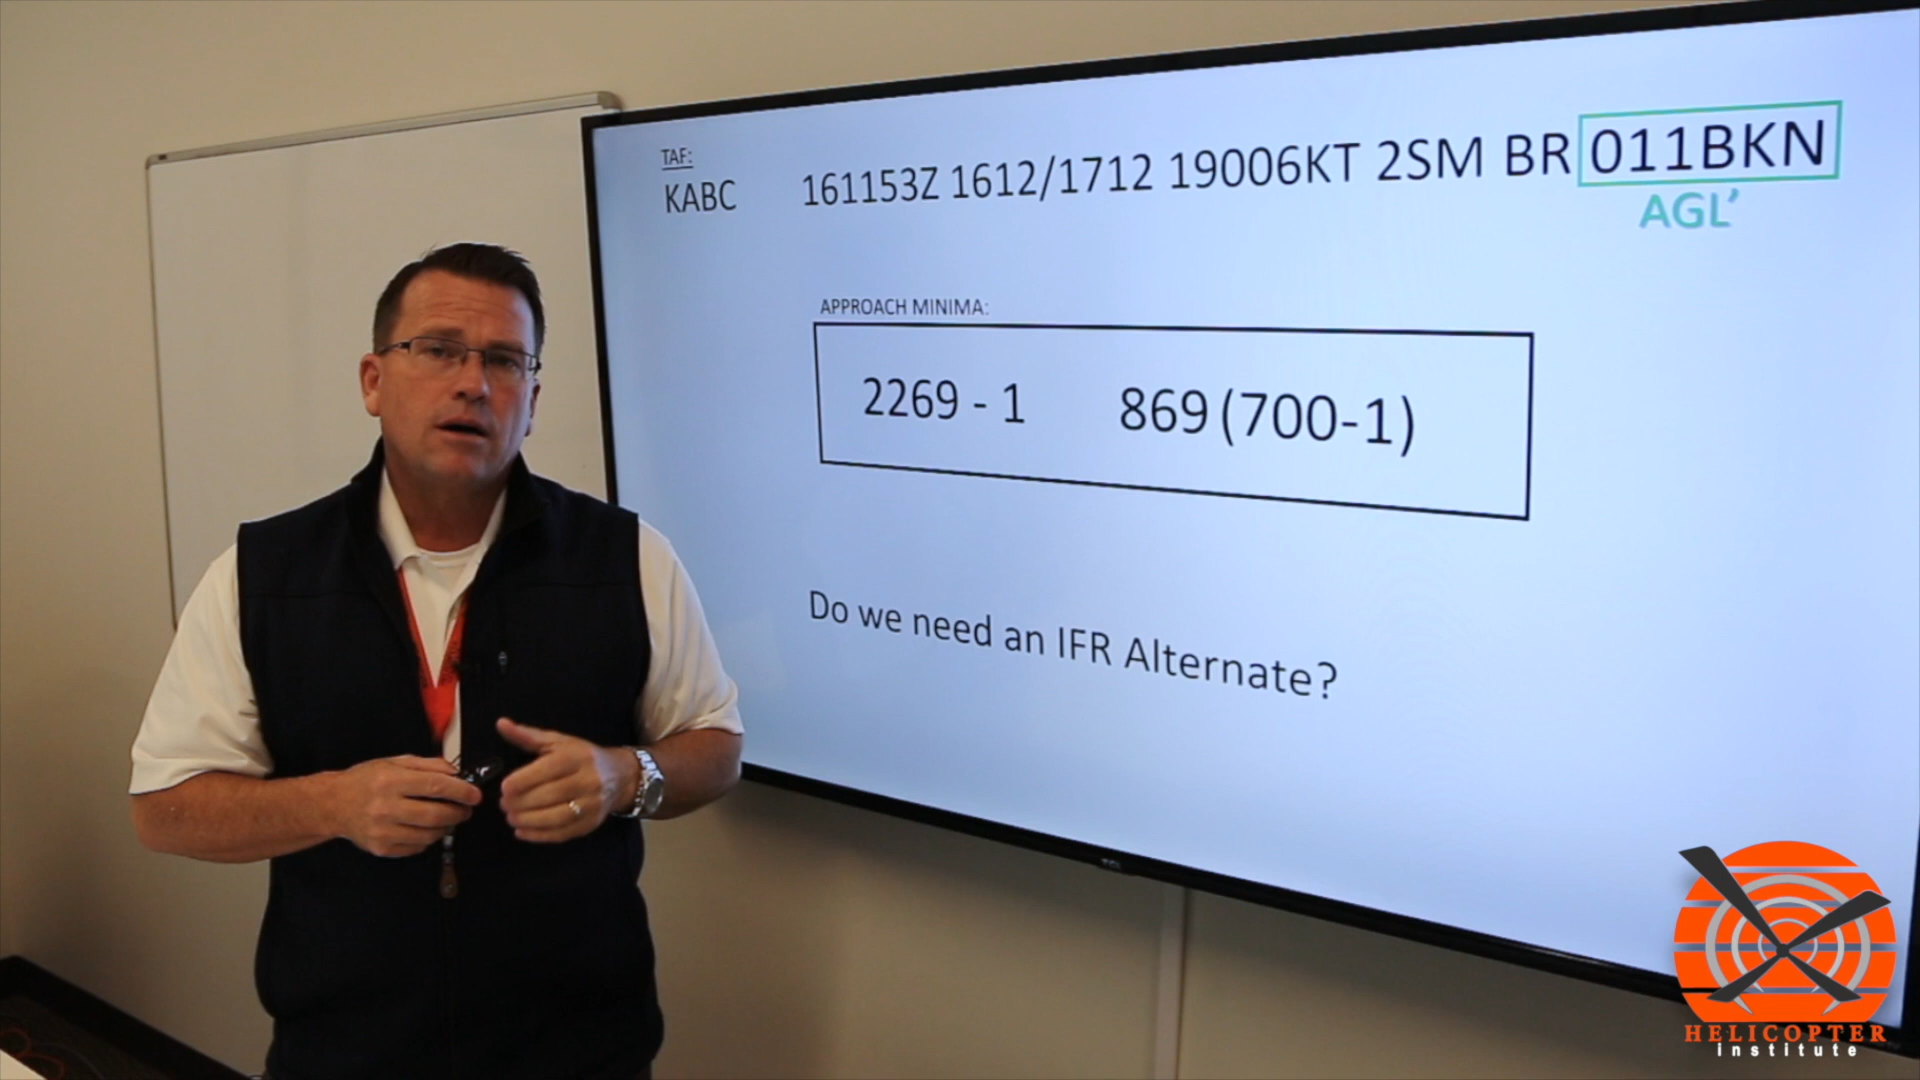 TAF:
KABC 161153Z 1612/1712 19006KT 2SM BR 011BKN
AGL'
APPROACH MINIMA:
2269 - 1 869 (700-1)
Do we need an IFR Alternate?
TCL
HELICOPTER
institute